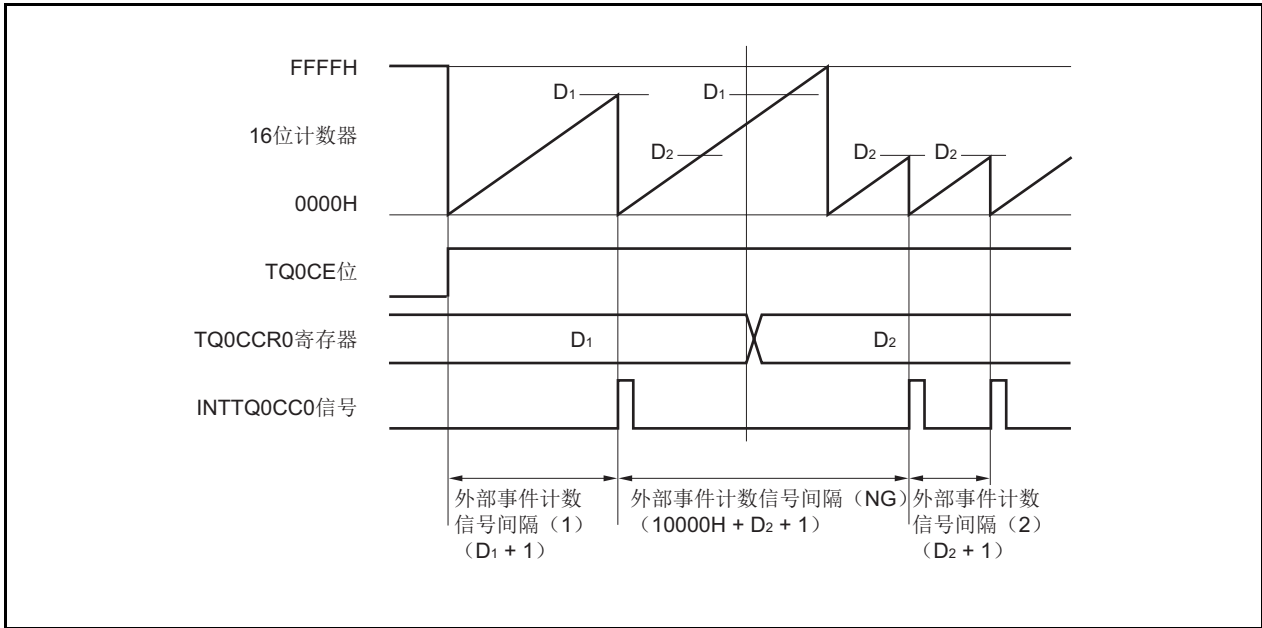 FFFFH
D1
D1
16位计数器
D2
D2
D2
0000H
TQ0CE位
TQ0CCR0寄存器
D1
D2
INTTQ0CC0信号
外部事件计数
信号间隔（1）
（D1 + 1）
外部事件计数信号间隔（NG）
（10000H + D2 + 1）
外部事件计数
信号间隔（2）
（D2 + 1）